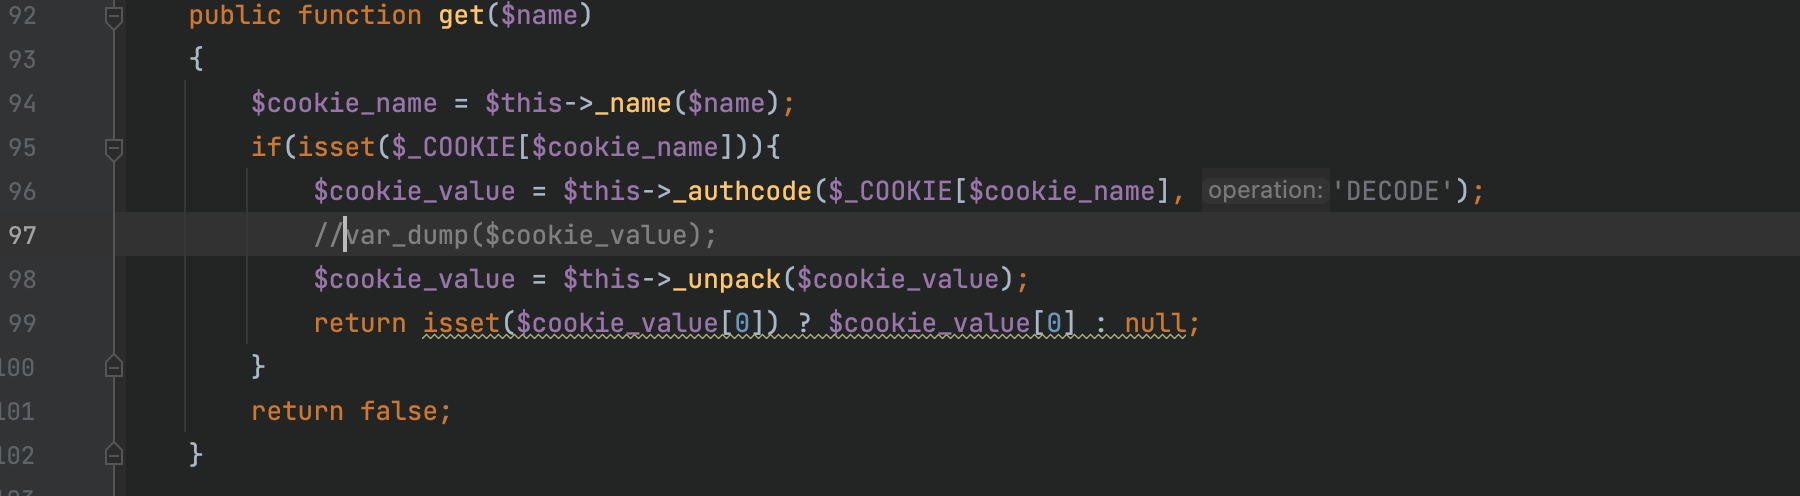 92 public function get($name)
93 {
94 $cookie_name = $this->_name($name);
95 if(isset($_COOKIE[$cookie_name])){
96 $cookie_value = $this->_authcode($_COOKIE[$cookie_name], operation: 'DECODE');
97 //var_dump($cookie_value);
98 $cookie_value = $this->_unpack($cookie_value);
99 return isset($cookie_value[0]) ? $cookie_value[0] : null;
100 }
101 return false;
102 }